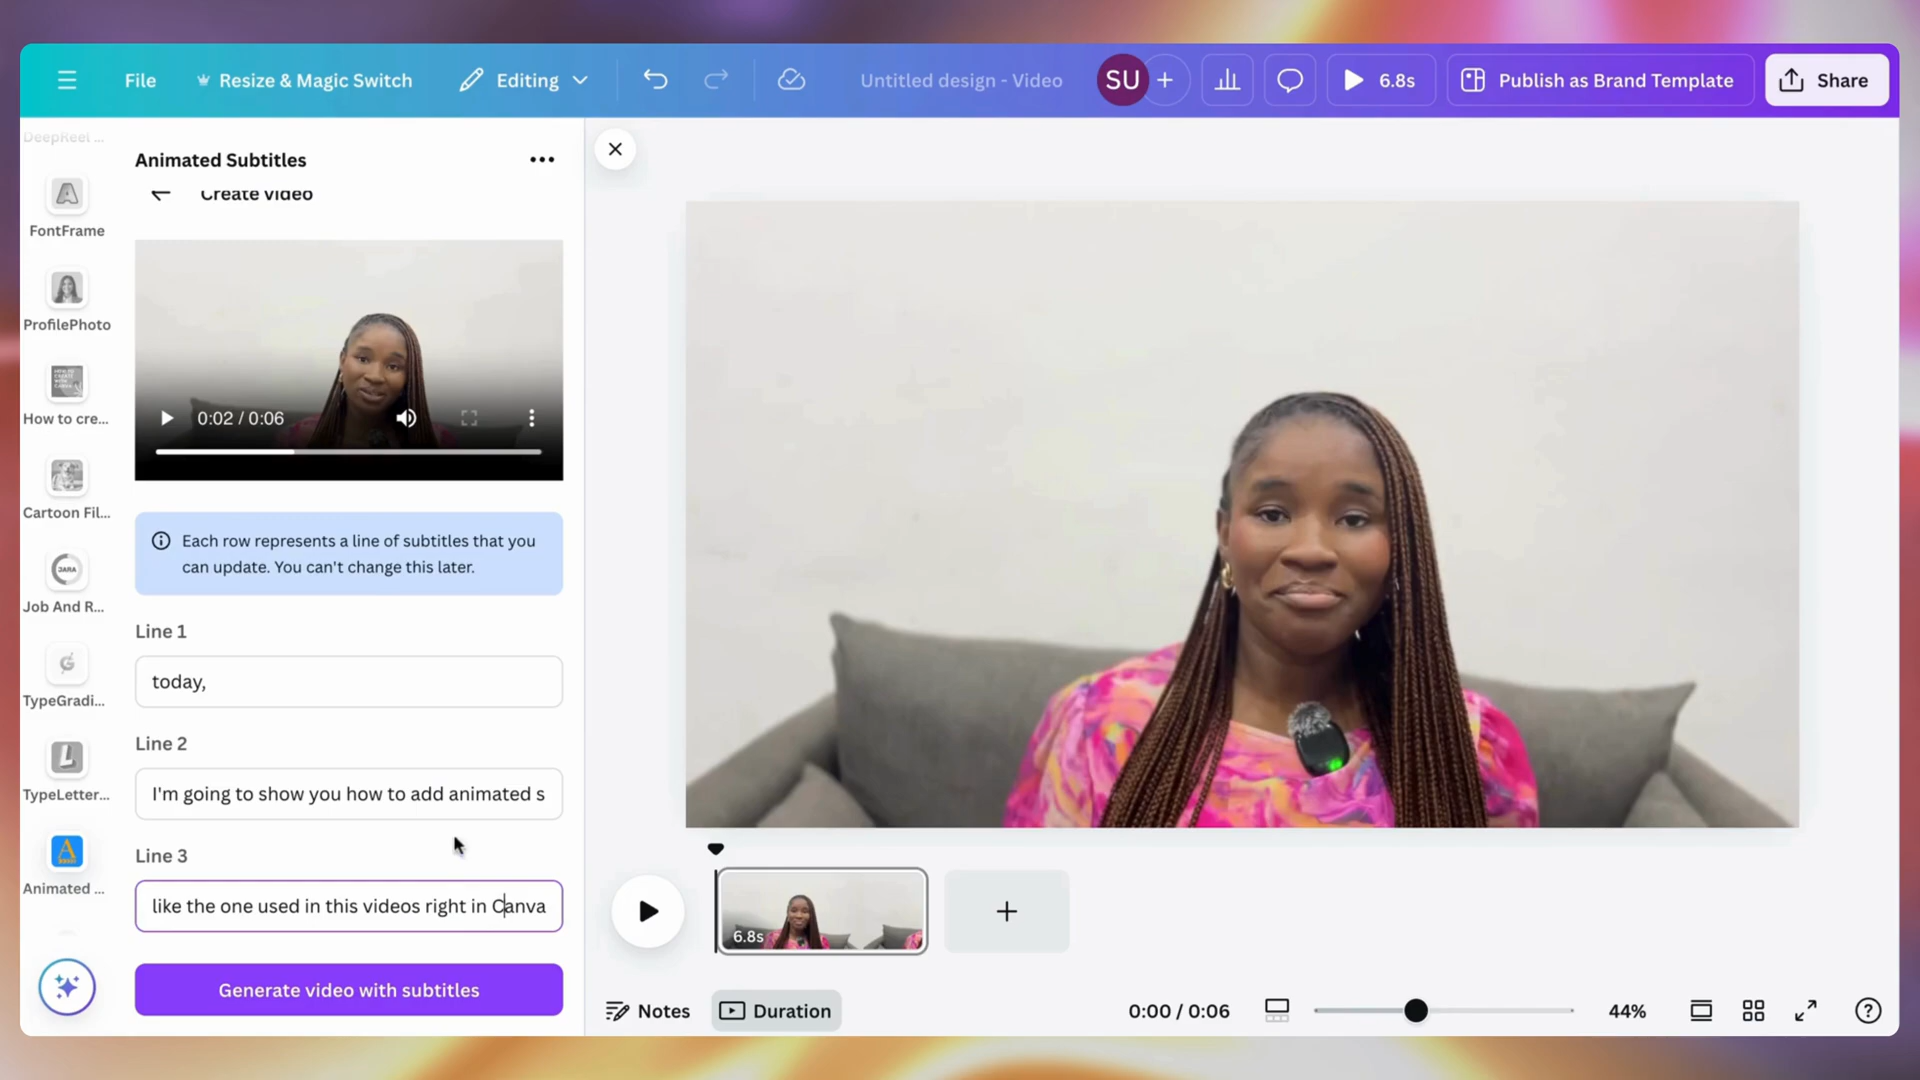 File
Resize & Magic Switch
Editing
Untitled design - Video
SU
6.8s
Publish as Brand Template
Share
DeepReel ...
FontFrame
ProfilePhoto
How to cre...
Cartoon Fil...
JARA
Job And R...
TypeGradi...
TypeLetter...
Animated ...
Animated Subtitles
Create video
0:02 / 0:06
Each row represents a line of subtitles that you
can update. You can't change this later.
Line 1
today,
Line 2
I'm going to show you how to add animated s
Line 3
like the one used in this videos right in Canva
Generate video with subtitles
6.8s
Notes
Duration
0:00 / 0:06
44%